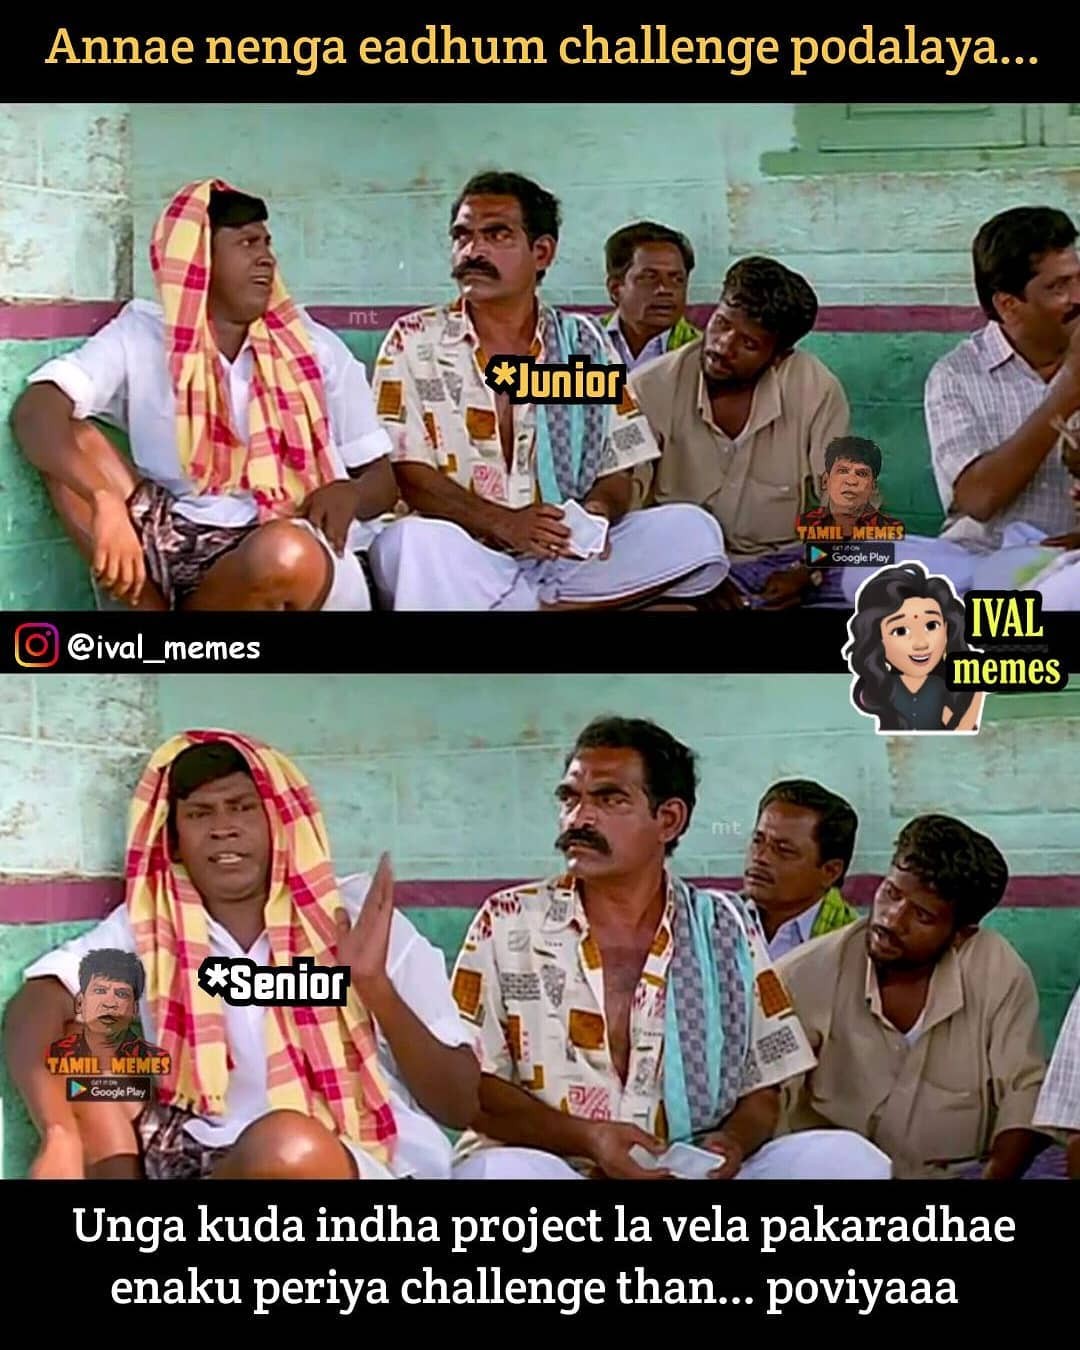 Annae nenga eadhum challenge podalaya...
mt
*Junior
TAMIL MEMES
GET IT ON
Google Play
@ival_memes
IVAL
memes
mt
*Senior
TAMIL MEMES
GET IT ON
Google Play
Unga kuda indha project la vela pakaradhae
enaku periya challenge than... poviyaaa